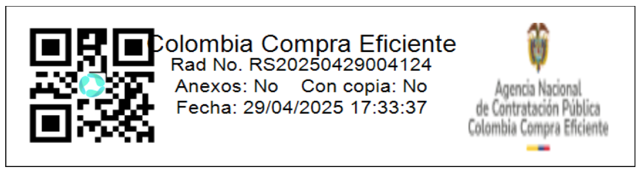 Colombia Compra Eficiente
Rad No. RS20250429004124
Anexos: No Con copia: No
Fecha: 29/04/2025 17:33:37
Agencia Nacional
de Contratación Pública
Colombia Compra Eficiente